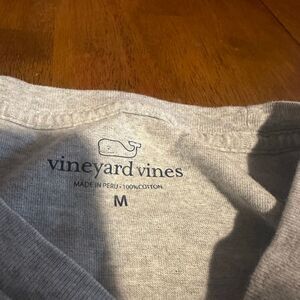 vineyard vines
MADE IN PERU • 100% COTTON
M